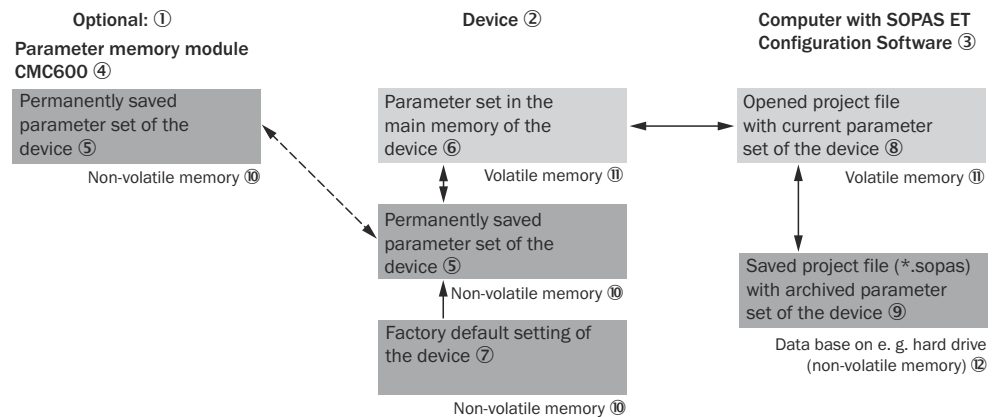 Optional: ①
Parameter memory module
CMC600 ④
Permanently saved
parameter set of the
device ⑤
Non-volatile memory ⑩
Device ②
Parameter set in the
main memory of the
device ⑥
Volatile memory ⑪
Permanently saved
parameter set of the
device ⑤
Non-volatile memory ⑩
Factory default setting of
the device ⑦
Non-volatile memory ⑩
Computer with SOPAS ET
Configuration Software ③
Opened project file
with current parameter
set of the device ⑧
Volatile memory ⑪
Saved project file (*.sopas)
with archived parameter
set of the device ⑨
Data base on e. g. hard drive
(non-volatile memory) ⑫